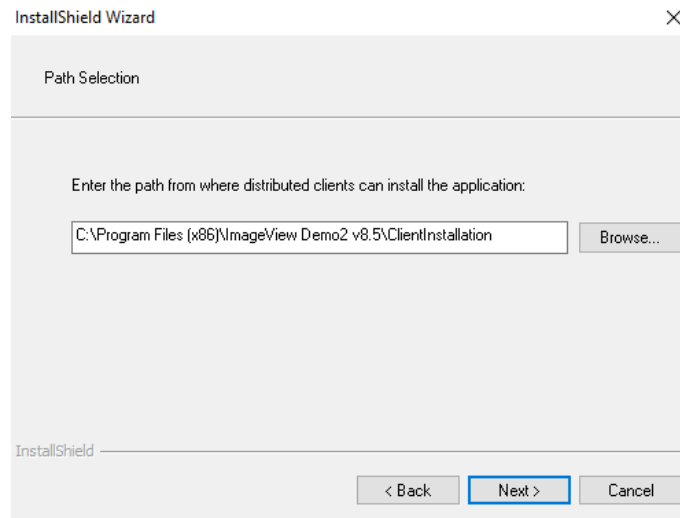 InstallShield Wizard
Path Selection
Enter the path from where distributed clients can install the application:
C:\Program Files (x86)\ImageView Demo2 v8.5\ClientInstallation
Browse...
InstallShield
< Back
Next >
Cancel